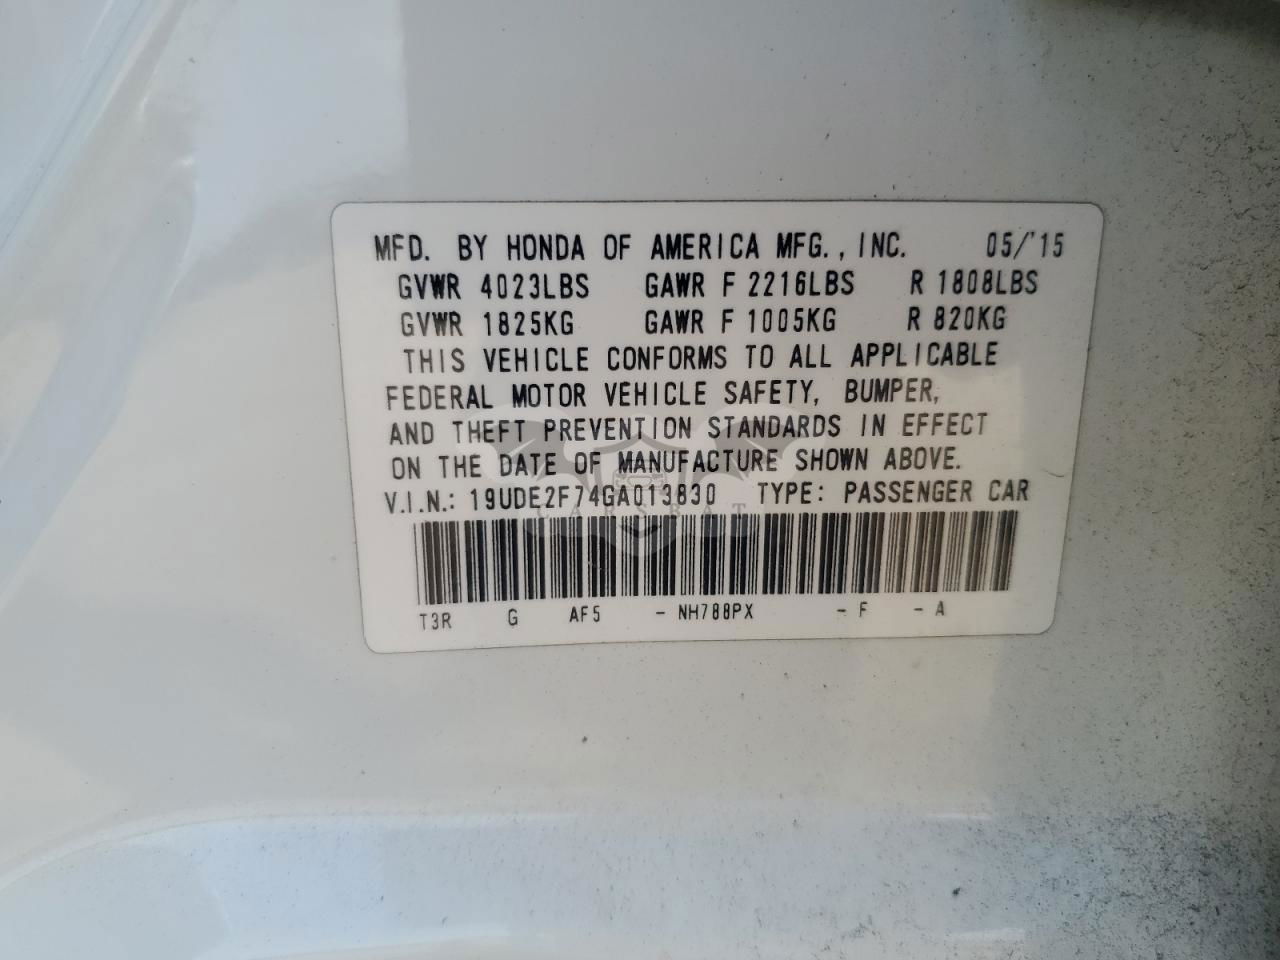 MFD. BY HONDA OF AMERICA MFG., INC. 05/'15
GVWR 4023LBS GAWR F 2216LBS R 1808LBS
GVWR 1825KG GAWR F 1005KG R 820KG
THIS VEHICLE CONFORMS TO ALL APPLICABLE
FEDERAL MOTOR VEHICLE SAFETY, BUMPER,
AND THEFT PREVENTION STANDARDS IN EFFECT
ON THE DATE OF MANUFACTURE SHOWN ABOVE.
V.I.N.: 19UDE2F74GA013830 TYPE: PASSENGER CAR
CARSBAT
T3R G AF5 - NH788PX - F - A